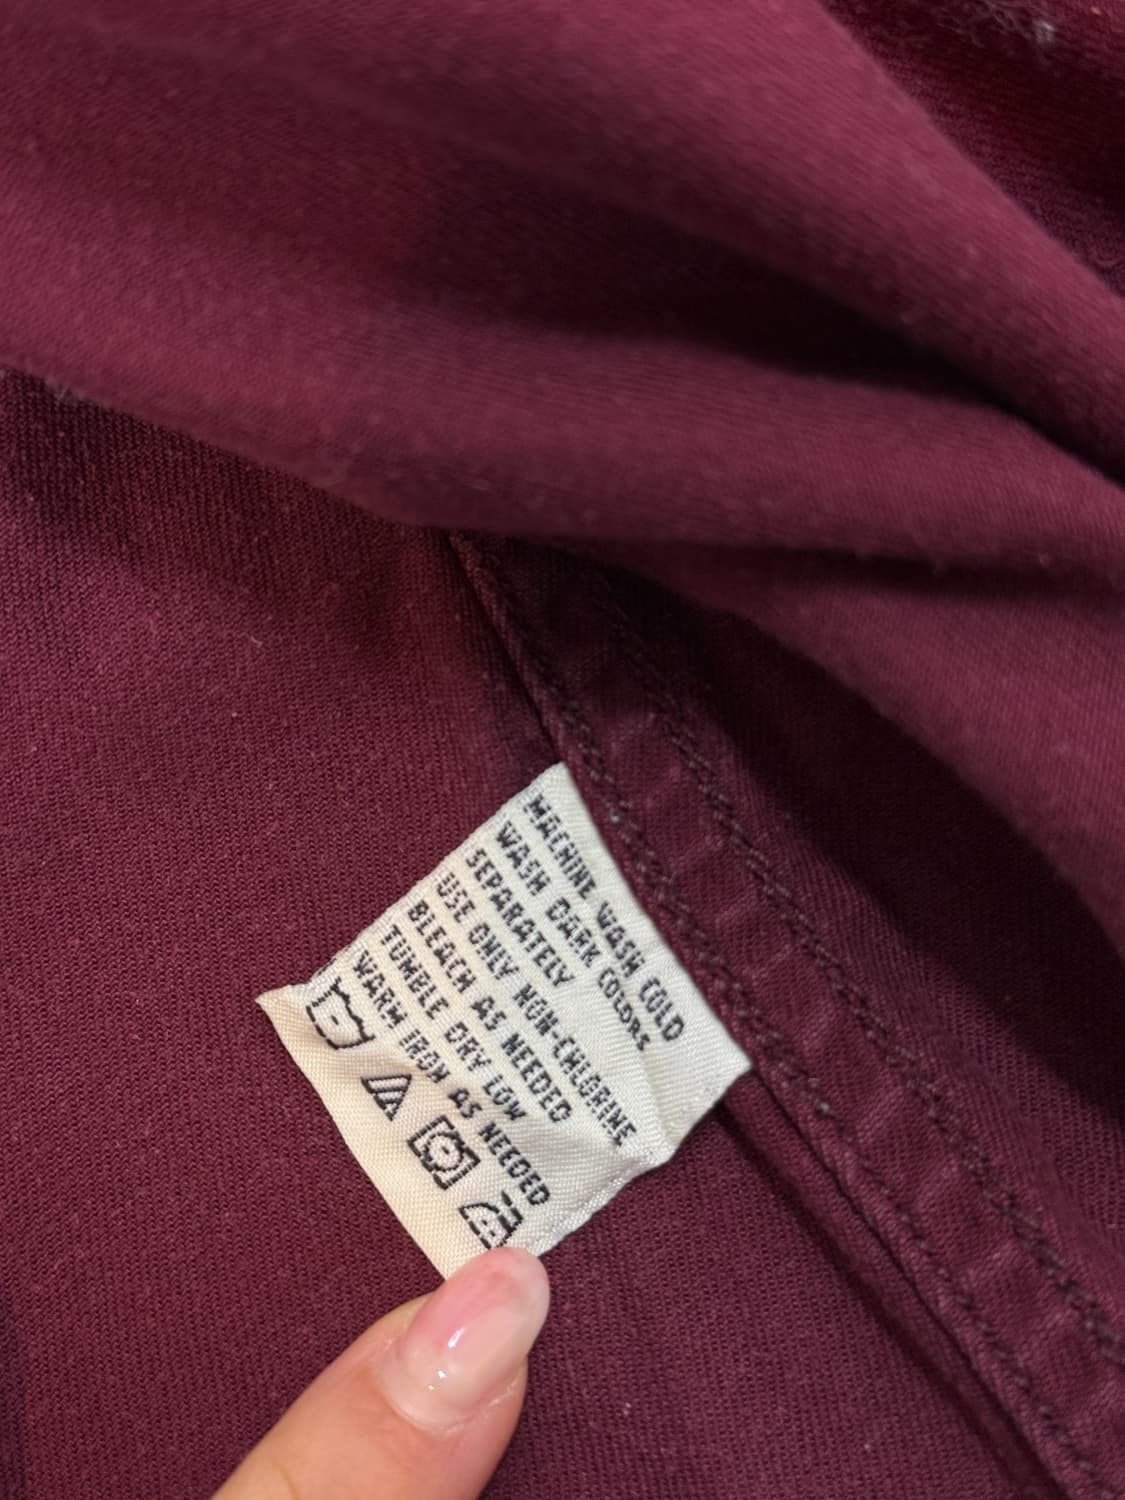 MACHINE WASH COLD
WASH DARK COLORS
SEPARATELY
USE ONLY NON-CHLORINE
BLEACH AS NEEDED
TUMBLE DRY LOW
WARM IRON AS NEEDED